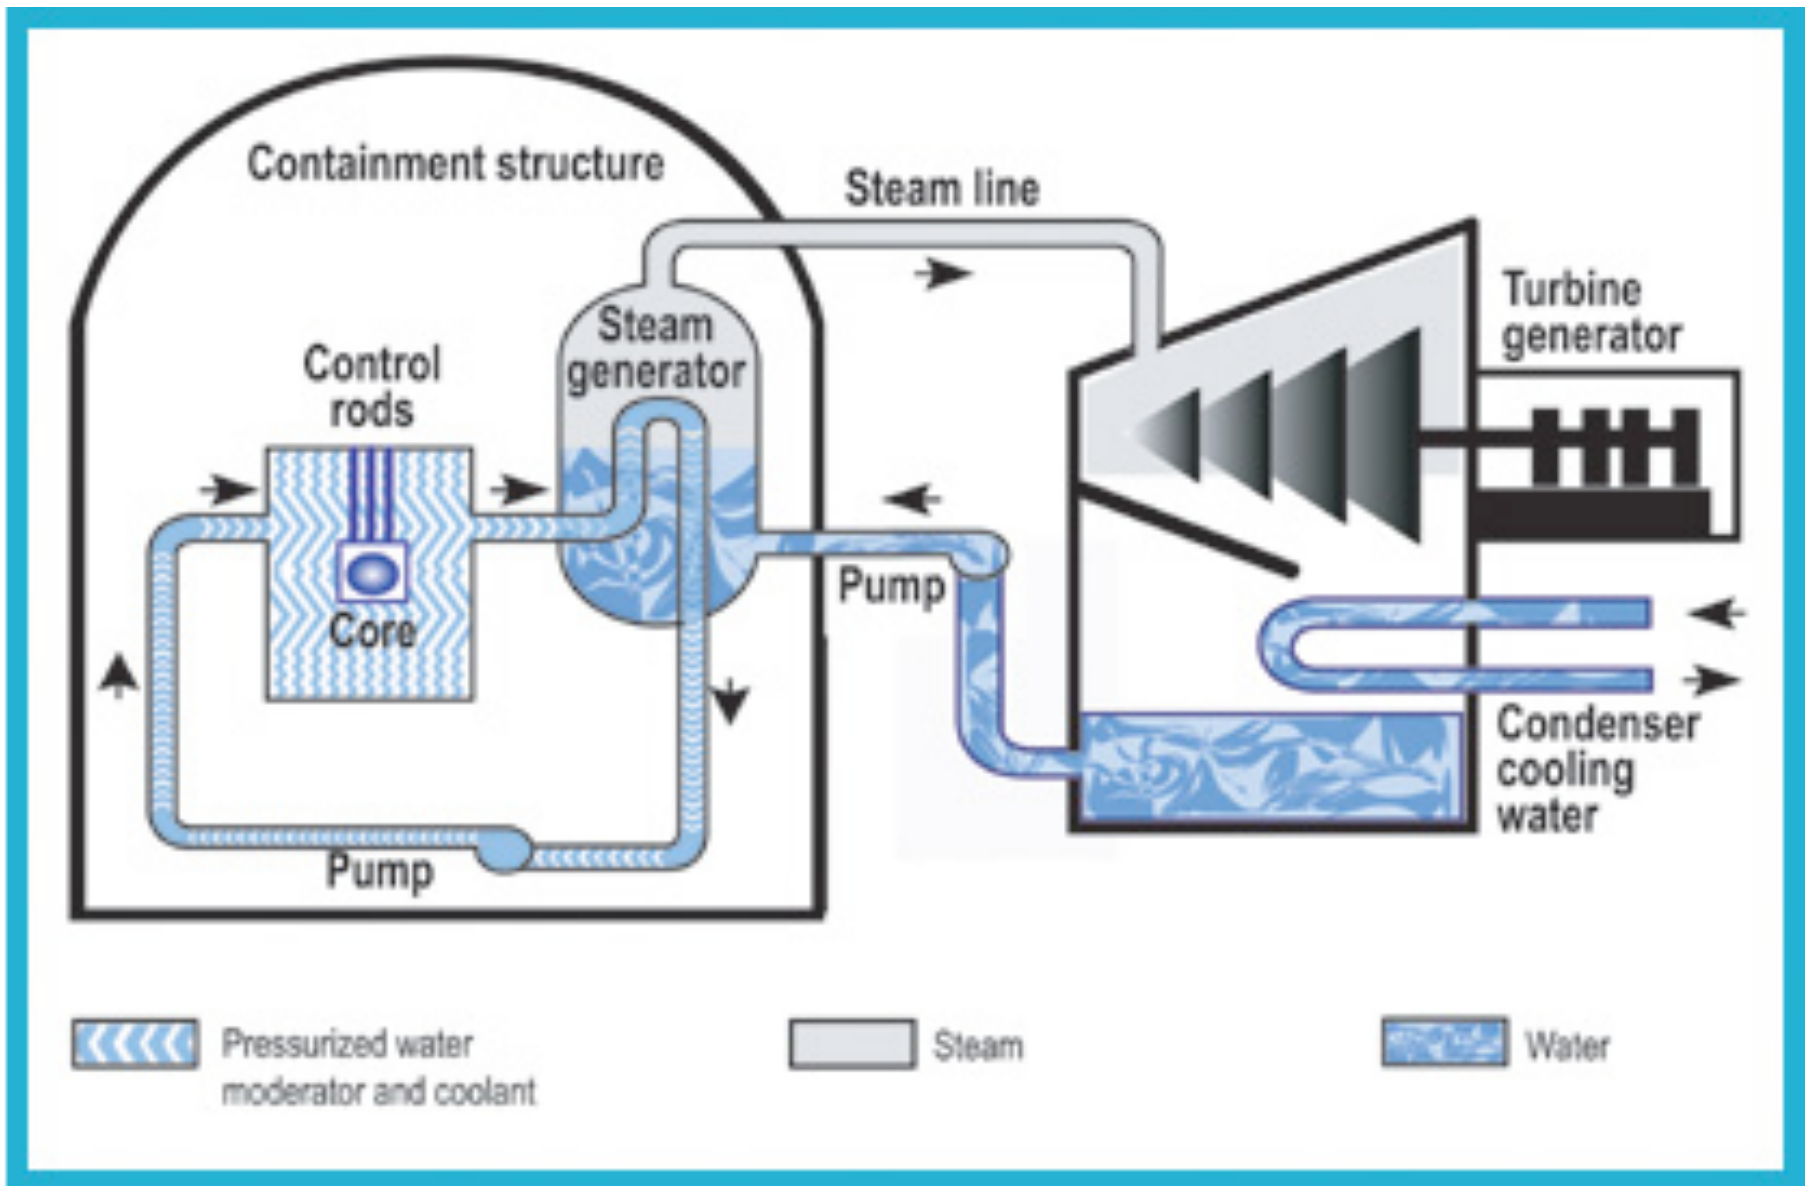 Containment structure
Steam line
Steam
generator
Turbine
generator
Control
rods
Core
Pump
Condenser
cooling
water
Pump
Pressurized water
moderator and coolant
Steam
Water